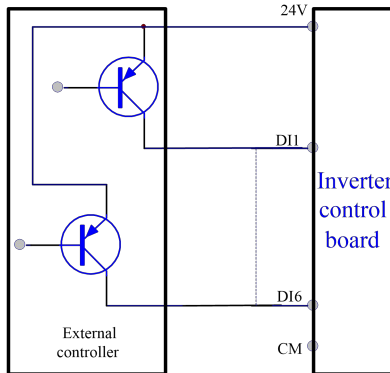 24V
DI1
Inverter
control
board
DI6
External
controller
CM